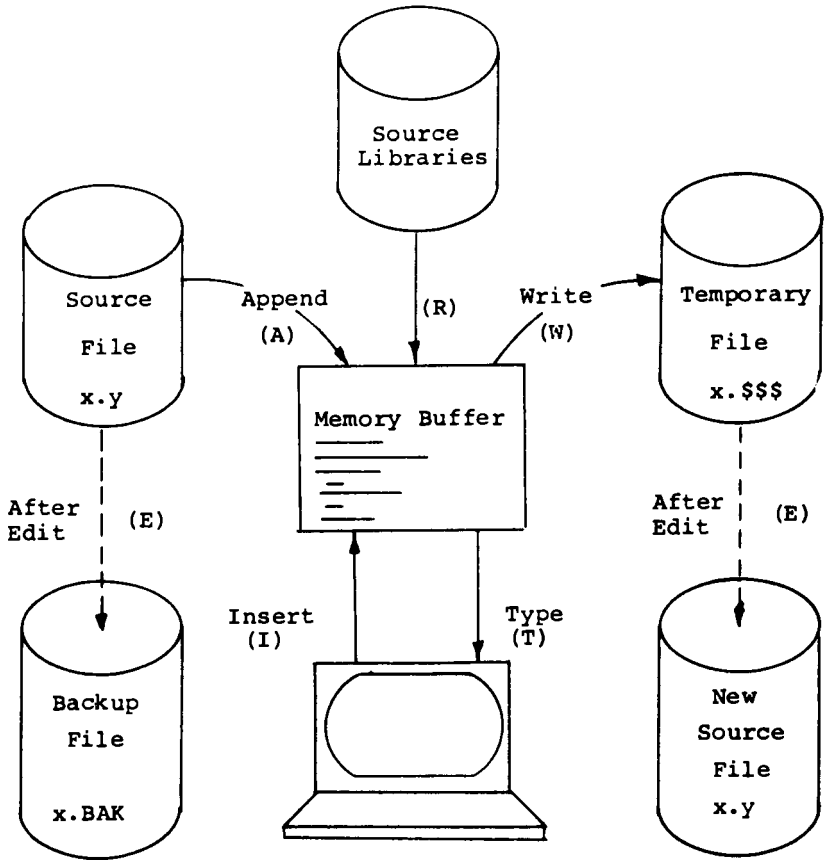 Source
Libraries
Source
File
x.y
Append
(A)
(R)
Write
(W)
Temporary
File
x.$$$
Memory Buffer
After
Edit
(E)
After
Edit
(E)
Insert
(I)
Type
(T)
Backup
File
x.BAK
New
Source
File
x.y